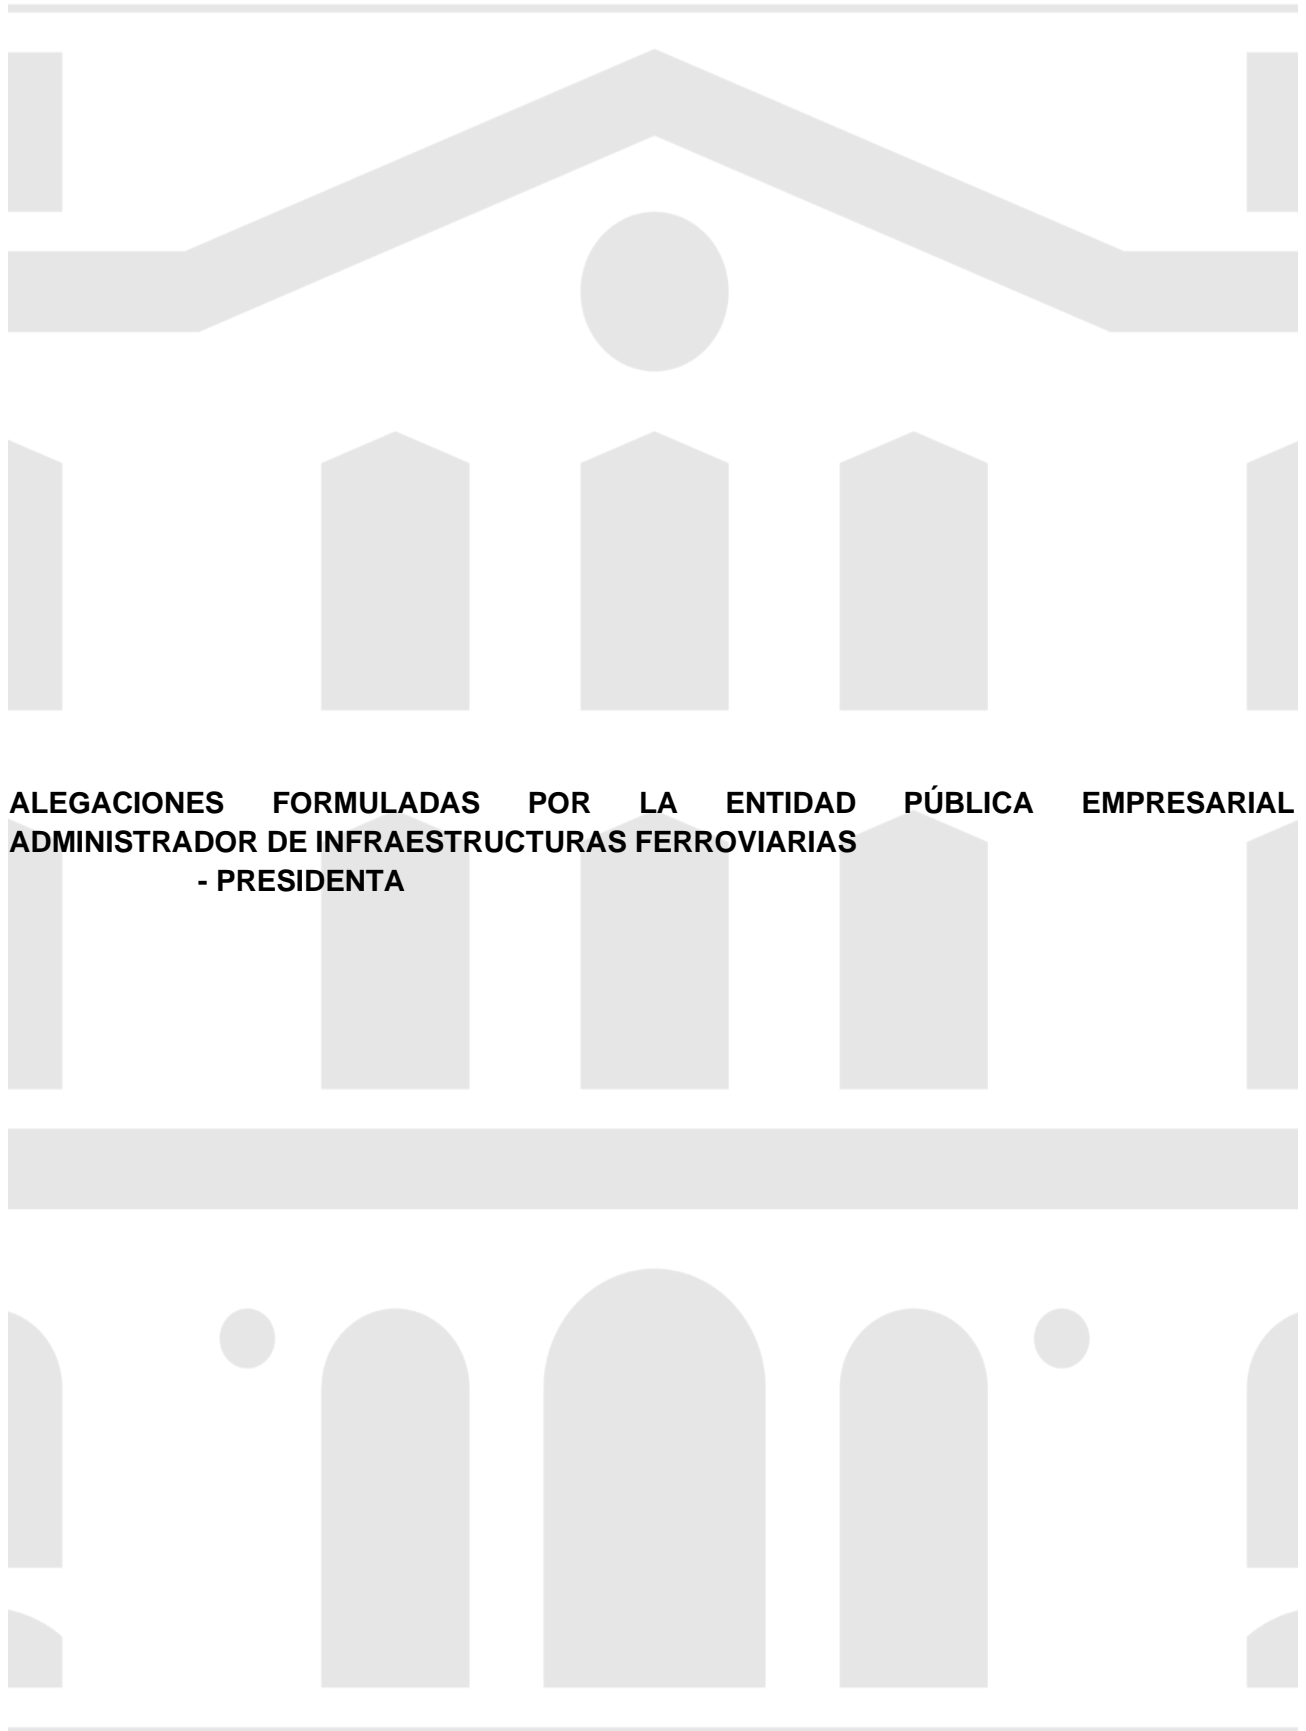 ALEGACIONES FORMULADAS POR LA ENTIDAD PÚBLICA EMPRESARIAL
ADMINISTRADOR DE INFRAESTRUCTURAS FERROVIARIAS
- PRESIDENTA